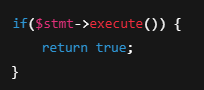 if($stmt->execute()) {
    return true;
}